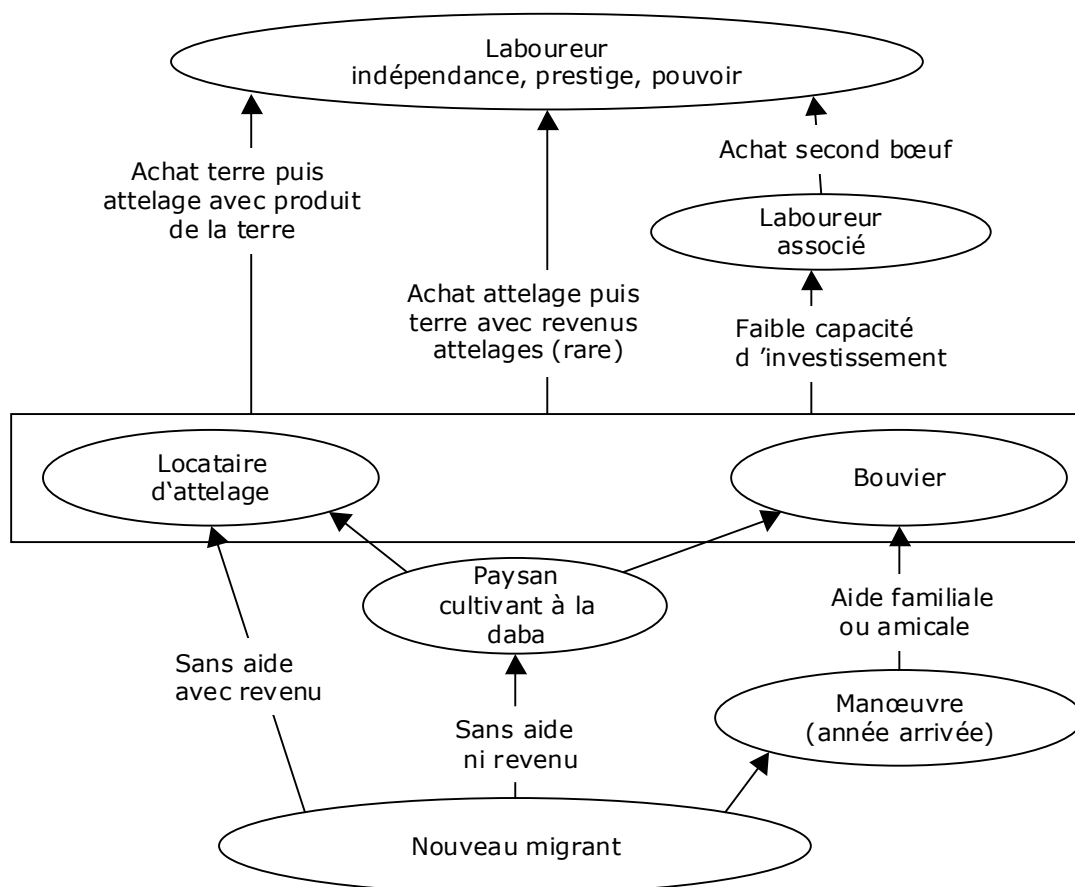 Laboureur
indépendance, prestige, pouvoir
Achat terre puis
attelage avec produit
de la terre
Achat second bœuf
Laboureur
associé
Achat attelage puis
terre avec revenus
attelages (rare)
Faible capacité
d ’investissement
Locataire
d‘attelage
Bouvier
Paysan
cultivant à la
daba
Aide familiale
ou amicale
Sans aide
avec revenu
Sans aide
ni revenu
Manœuvre
(année arrivée)
Nouveau migrant